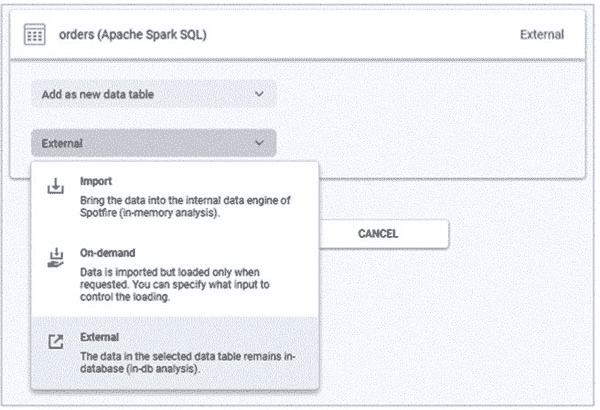 orders (Apache Spark SQL) External
Add as new data table
External
Import
Bring the data into the internal data engine of
Spotfire (in-memory analysis).
On-demand
Data is imported but loaded only when
requested. You can specify what input to
control the loading.
External
The data in the selected data table remains in-
database (in-db analysis).
CANCEL